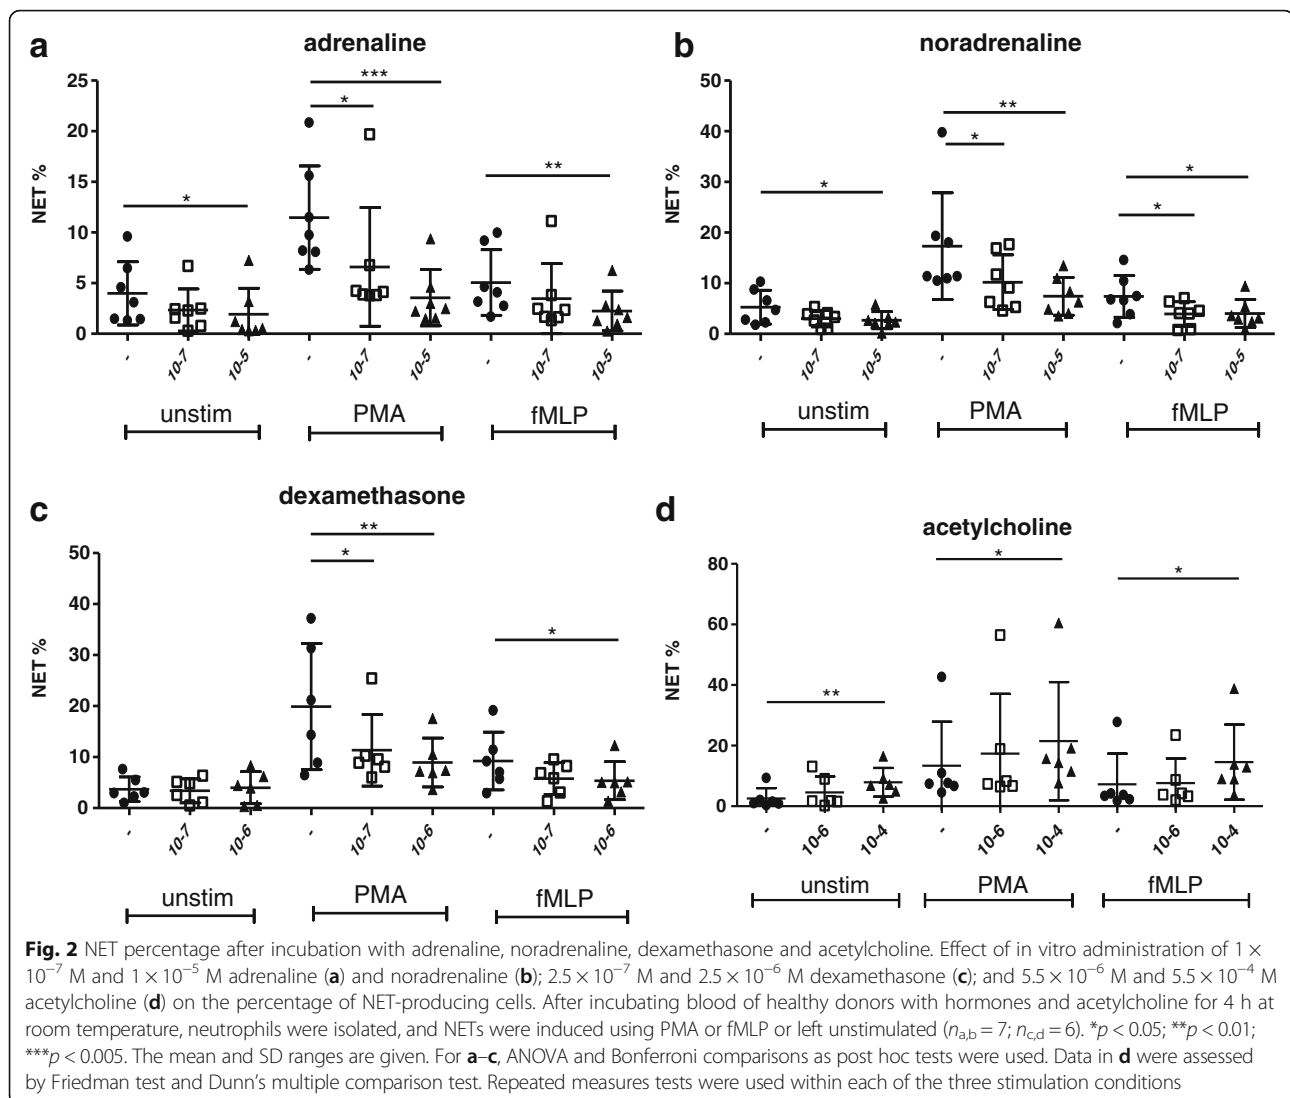 a
adrenaline
NET %
25
20
15
10
5
0
*
***
*
**
-
10-7
10-5
-
10-7
10-5
-
10-7
10-5
unstim
PMA
fMLP
b
noradrenaline
NET %
50
40
30
20
10
0
*
**
*
*
*
-
10-7
10-5
-
10-7
10-5
-
10-7
10-5
unstim
PMA
fMLP
c
dexamethasone
NET %
50
40
30
20
10
0
**
*
*
-
10-7
10-6
-
10-7
10-6
-
10-7
10-6
unstim
PMA
fMLP
d
acetylcholine
NET %
80
60
40
20
0
**
*
*
-
10-6
10-4
-
10-6
10-4
-
10-6
10-4
unstim
PMA
fMLP
Fig. 2 NET percentage after incubation with adrenaline, noradrenaline, dexamethasone and acetylcholine. Effect of in vitro administration of 1 ×
10⁻⁷ M and 1 × 10⁻⁵ M adrenaline (a) and noradrenaline (b); 2.5 × 10⁻⁷ M and 2.5 × 10⁻⁶ M dexamethasone (c); and 5.5 × 10⁻⁶ M and 5.5 × 10⁻⁴ M
acetylcholine (d) on the percentage of NET-producing cells. After incubating blood of healthy donors with hormones and acetylcholine for 4 h at
room temperature, neutrophils were isolated, and NETs were induced using PMA or fMLP or left unstimulated (nₐ,b = 7; n꜀,d = 6). *p < 0.05; **p < 0.01;
***p < 0.005. The mean and SD ranges are given. For a–c, ANOVA and Bonferroni comparisons as post hoc tests were used. Data in d were assessed
by Friedman test and Dunn's multiple comparison test. Repeated measures tests were used within each of the three stimulation conditions